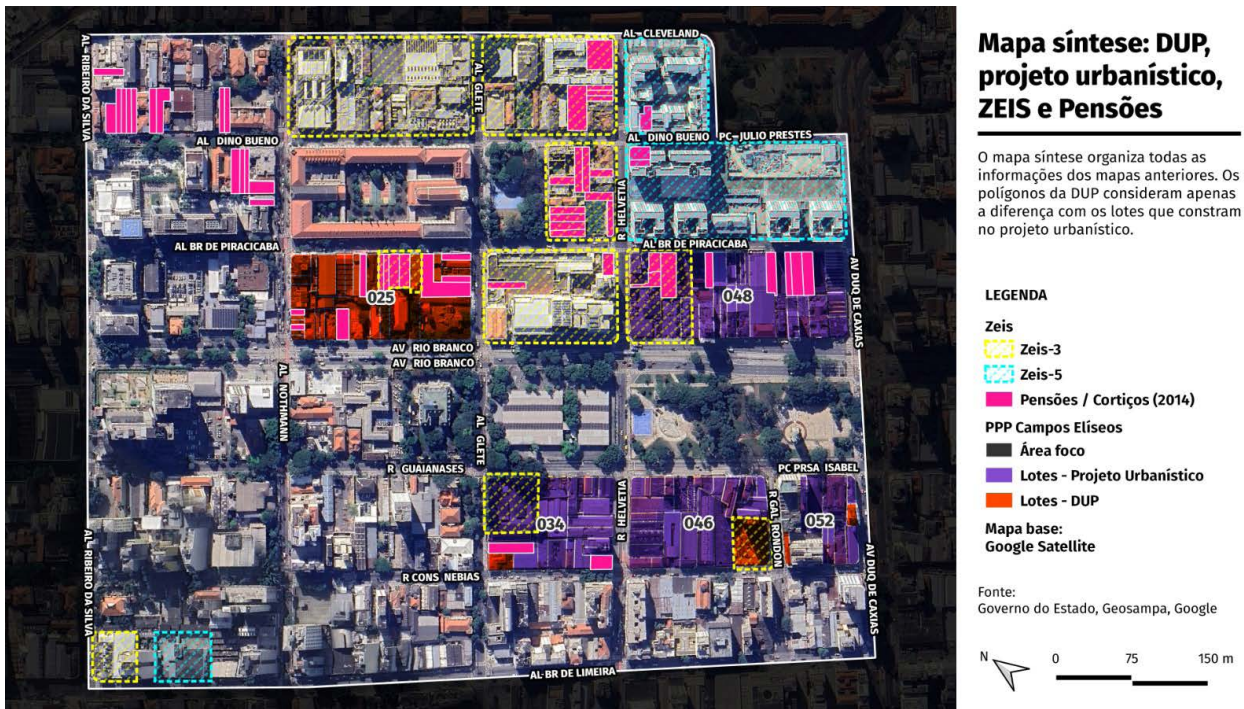 AL CLEVELAND
AL RIBEIRO DA SILVA
AL GLETE
AL DINO BUENO
AL DINO BUENO
PC JULIO PRESTES
R HELVETIA
AL BR DE PIRACICABA
AL BR DE PIRACICABA
025
048
AV DUQ DE CAXIAS
AV RIO BRANCO
AV RIO BRANCO
AL NOTHMANN
AL GLETE
R GUAIANASES
PC PRSA ISABEL
034
R HELVETIA
046
R GAL RONDON
052
AL RIBEIRO DA SILVA
R CONS NEBIAS
AV DUQ DE CAXIAS
AL BR DE LIMEIRA
Mapa síntese: DUP,
projeto urbanístico,
ZEIS e Pensões
O mapa síntese organiza todas as
informações dos mapas anteriores. Os
polígonos da DUP consideram apenas
a diferença com os lotes que constram
no projeto urbanístico.
LEGENDA
Zeis
Zeis-3
Zeis-5
Pensões / Cortiços (2014)
PPP Campos Elíseos
Área foco
Lotes - Projeto Urbanístico
Lotes - DUP
Mapa base:
Google Satellite
Fonte:
Governo do Estado, Geosampa, Google
N
0 75 150 m